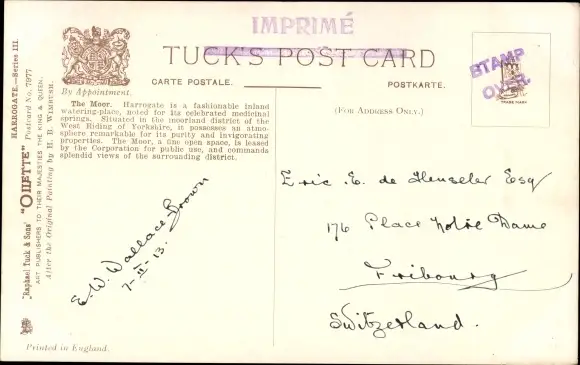 IMPRIMÉ
TUCK'S POST CARD
CARTE POSTALE.
POSTKARTE.
STAMP
OVER.
TRADE MARK
By Appointment.
The Moor. Harrogate is a fashionable inland
watering-place, noted for its celebrated medicinal
springs. Situated in the moorland district of the
West Riding of Yorkshire, it possesses an atmo-
sphere remarkable for its purity and invigorating
properties. The Moor, a fine open space, is leased
by the Corporation for public use, and commands
splendid views of the surrounding district.
(For Address Only.)
HARROGATE.—Series III.
Postcard No. 7977
"Raphael Tuck & Sons' "OILETTE"
ART PUBLISHERS TO THEIR MAJESTIES THE KING & QUEEN.
After the Original Painting by H. B. Wimbush.
E. W. Wallace Brown
7-II-13.
Eric. E. de Henseler Esq
176 Place Notre Dame
Fribourg
Switzerland.
Printed in England.